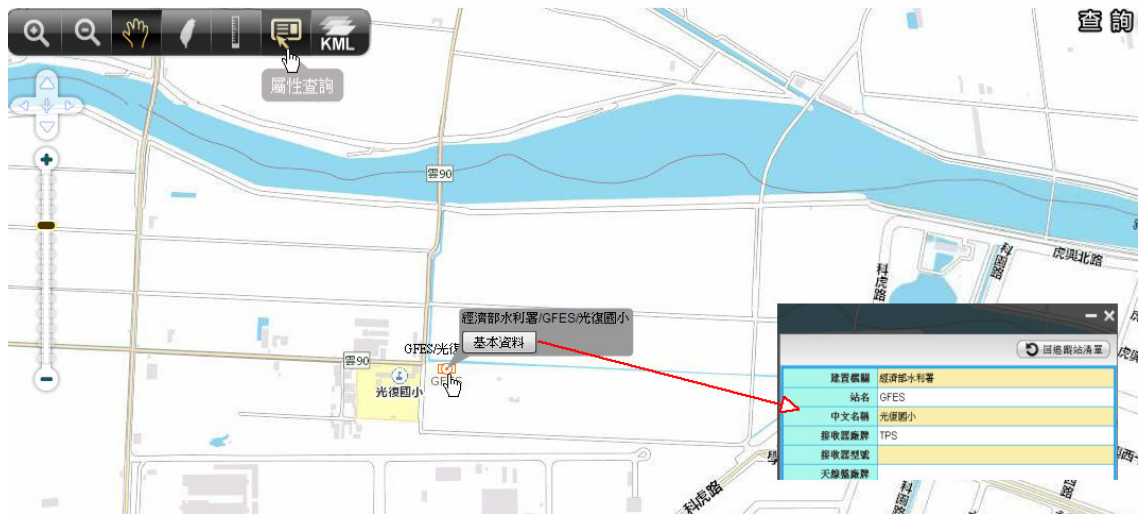 KML
查詢
屬性查詢
雲90
科園路
虎興北路
科虎路
經濟部水利署/GFES/光復國小
基本資料
GFES/光復
雲90
光復國小
回追蹤站清單
建置機關 經濟部水利署
站名 GFES
中文名稱 光復國小
接收器廠牌 TPS
接收器型號
天線盤廠牌
科虎路